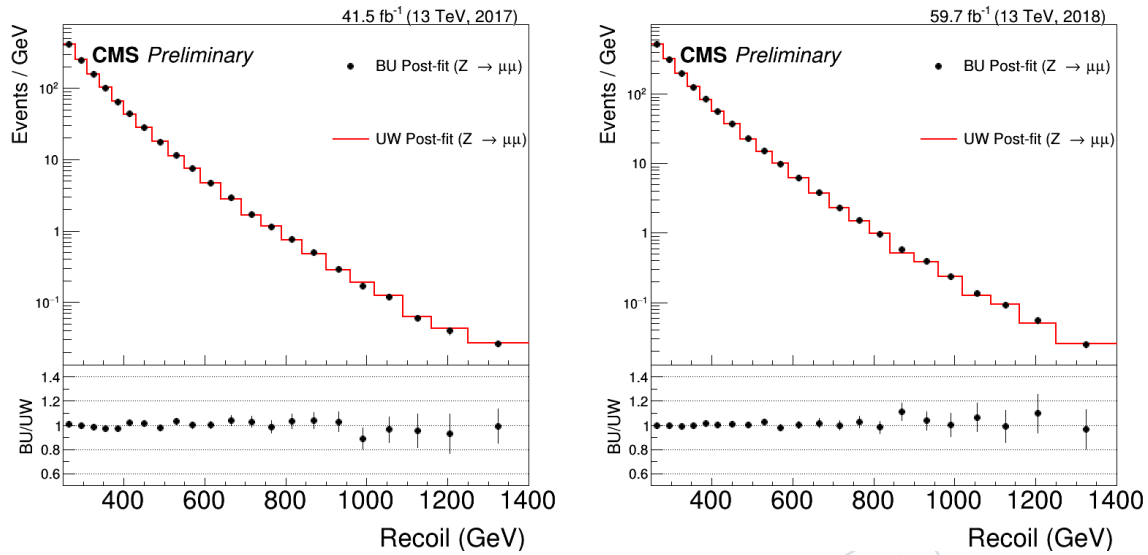 41.5 fb⁻¹ (13 TeV, 2017)
CMS Preliminary
BU Post-fit (Z → μμ)
UW Post-fit (Z → μμ)
Events / GeV
10²
10
1
10⁻¹
BU/UW
1.4
1.2
1
0.8
0.6
400 600 800 1000 1200 1400
Recoil (GeV)
59.7 fb⁻¹ (13 TeV, 2018)
CMS Preliminary
BU Post-fit (Z → μμ)
UW Post-fit (Z → μμ)
Events / GeV
10²
10
1
10⁻¹
BU/UW
1.4
1.2
1
0.8
0.6
400 600 800 1000 1200 1400
Recoil (GeV)